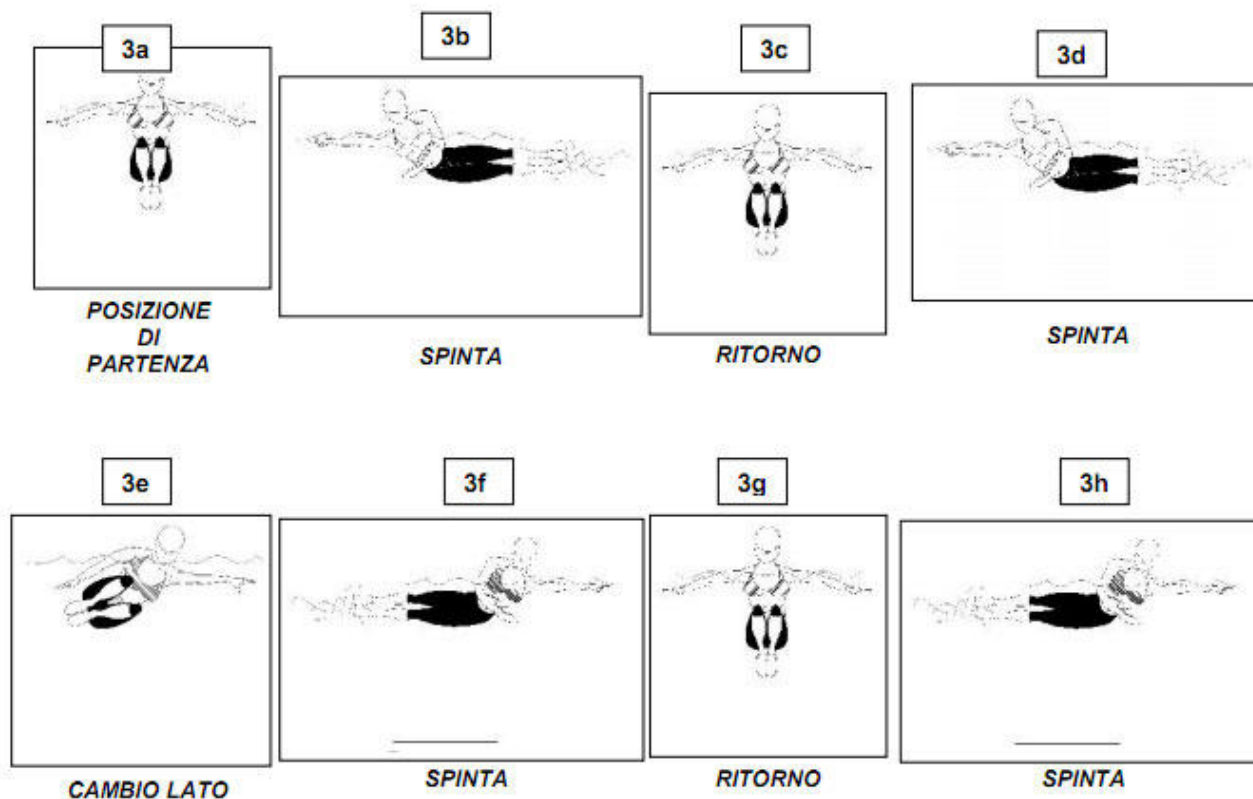 3a
3b
3c
3d
POSIZIONE
DI
PARTENZA
SPINTA
RITORNO
SPINTA
3e
3f
3g
3h
CAMBIO LATO
SPINTA
RITORNO
SPINTA